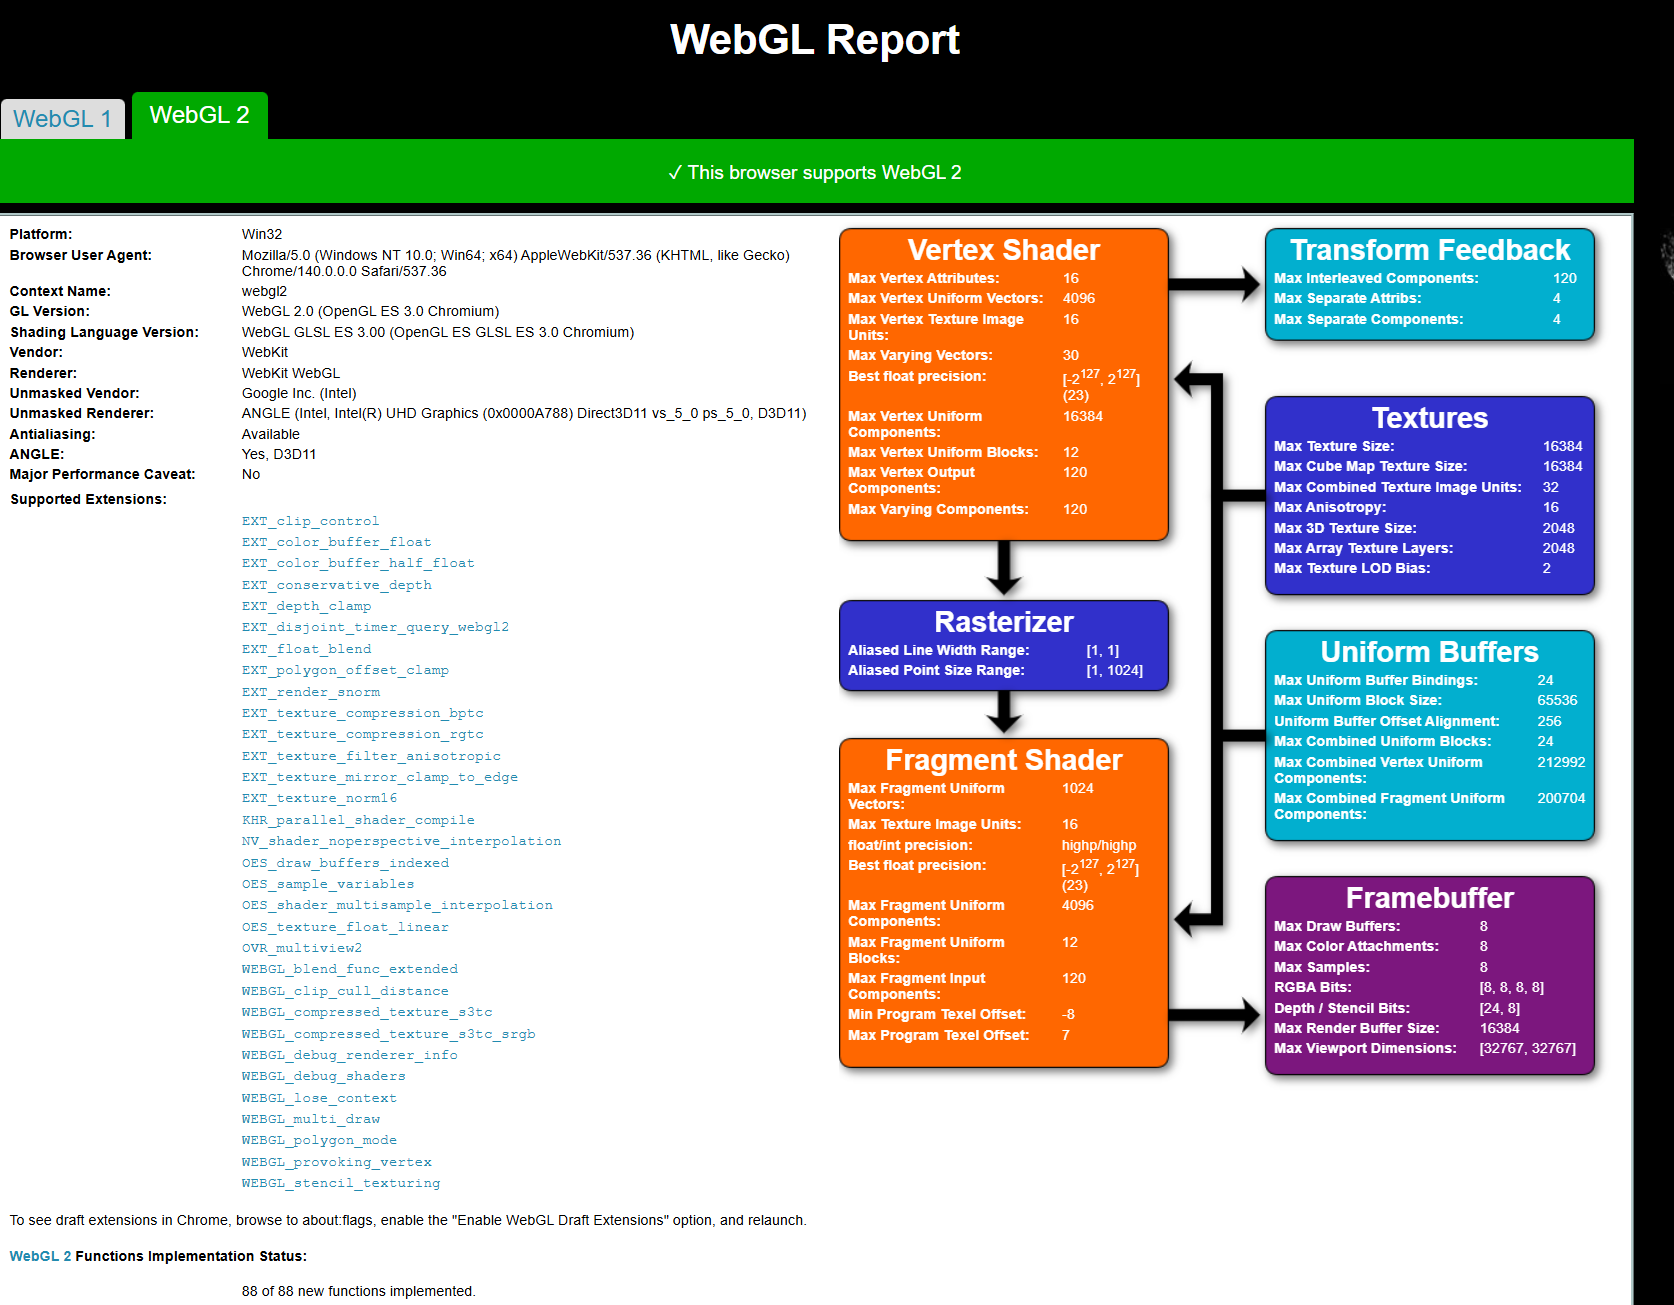 WebGL Report
WebGL 1
WebGL 2
✓ This browser supports WebGL 2
Platform: Win32
Browser User Agent: Mozilla/5.0 (Windows NT 10.0; Win64; x64) AppleWebKit/537.36 (KHTML, like Gecko)
Chrome/140.0.0.0 Safari/537.36
Context Name: webgl2
GL Version: WebGL 2.0 (OpenGL ES 3.0 Chromium)
Shading Language Version: WebGL GLSL ES 3.00 (OpenGL ES GLSL ES 3.0 Chromium)
Vendor: WebKit
Renderer: WebKit WebGL
Unmasked Vendor: Google Inc. (Intel)
Unmasked Renderer: ANGLE (Intel, Intel(R) UHD Graphics (0x0000A788) Direct3D11 vs_5_0 ps_5_0, D3D11)
Antialiasing: Available
ANGLE: Yes, D3D11
Major Performance Caveat: No
Supported Extensions:
EXT_clip_control
EXT_color_buffer_float
EXT_color_buffer_half_float
EXT_conservative_depth
EXT_depth_clamp
EXT_disjoint_timer_query_webgl2
EXT_float_blend
EXT_polygon_offset_clamp
EXT_render_snorm
EXT_texture_compression_bptc
EXT_texture_compression_rgtc
EXT_texture_filter_anisotropic
EXT_texture_mirror_clamp_to_edge
EXT_texture_norm16
KHR_parallel_shader_compile
NV_shader_noperspective_interpolation
OES_draw_buffers_indexed
OES_sample_variables
OES_shader_multisample_interpolation
OES_texture_float_linear
OVR_multiview2
WEBGL_blend_func_extended
WEBGL_clip_cull_distance
WEBGL_compressed_texture_s3tc
WEBGL_compressed_texture_s3tc_srgb
WEBGL_debug_renderer_info
WEBGL_debug_shaders
WEBGL_lose_context
WEBGL_multi_draw
WEBGL_polygon_mode
WEBGL_provoking_vertex
WEBGL_stencil_texturing
To see draft extensions in Chrome, browse to about:flags, enable the "Enable WebGL Draft Extensions" option, and relaunch.
WebGL 2 Functions Implementation Status:
88 of 88 new functions implemented.
Vertex Shader
Max Vertex Attributes: 16
Max Vertex Uniform Vectors: 4096
Max Vertex Texture Image 16
Units:
Max Varying Vectors: 30
Best float precision: [-2^127, 2^127]
(23)
Max Vertex Uniform 16384
Components:
Max Vertex Uniform Blocks: 12
Max Vertex Output 120
Components:
Max Varying Components: 120
Rasterizer
Aliased Line Width Range: [1, 1]
Aliased Point Size Range: [1, 1024]
Fragment Shader
Max Fragment Uniform 1024
Vectors:
Max Texture Image Units: 16
float/int precision: highp/highp
Best float precision: [-2^127, 2^127]
(23)
Max Fragment Uniform 4096
Components:
Max Fragment Uniform 12
Blocks:
Max Fragment Input 120
Components:
Min Program Texel Offset: -8
Max Program Texel Offset: 7
Transform Feedback
Max Interleaved Components: 120
Max Separate Attribs: 4
Max Separate Components: 4
Textures
Max Texture Size: 16384
Max Cube Map Texture Size: 16384
Max Combined Texture Image Units: 32
Max Anisotropy: 16
Max 3D Texture Size: 2048
Max Array Texture Layers: 2048
Max Texture LOD Bias: 2
Uniform Buffers
Max Uniform Buffer Bindings: 24
Max Uniform Block Size: 65536
Uniform Buffer Offset Alignment: 256
Max Combined Uniform Blocks: 24
Max Combined Vertex Uniform 212992
Components:
Max Combined Fragment Uniform 200704
Components:
Framebuffer
Max Draw Buffers: 8
Max Color Attachments: 8
Max Samples: 8
RGBA Bits: [8, 8, 8, 8]
Depth / Stencil Bits: [24, 8]
Max Render Buffer Size: 16384
Max Viewport Dimensions: [32767, 32767]